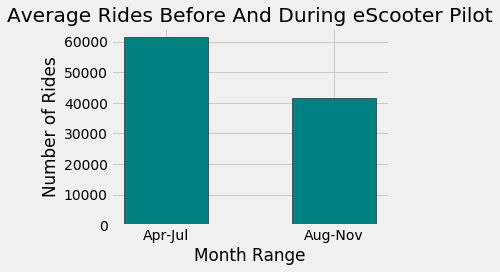 Average Rides Before And During eScooter Pilot
Number of Rides
60000
50000
40000
30000
20000
10000
0
Apr-Jul
Aug-Nov
Month Range